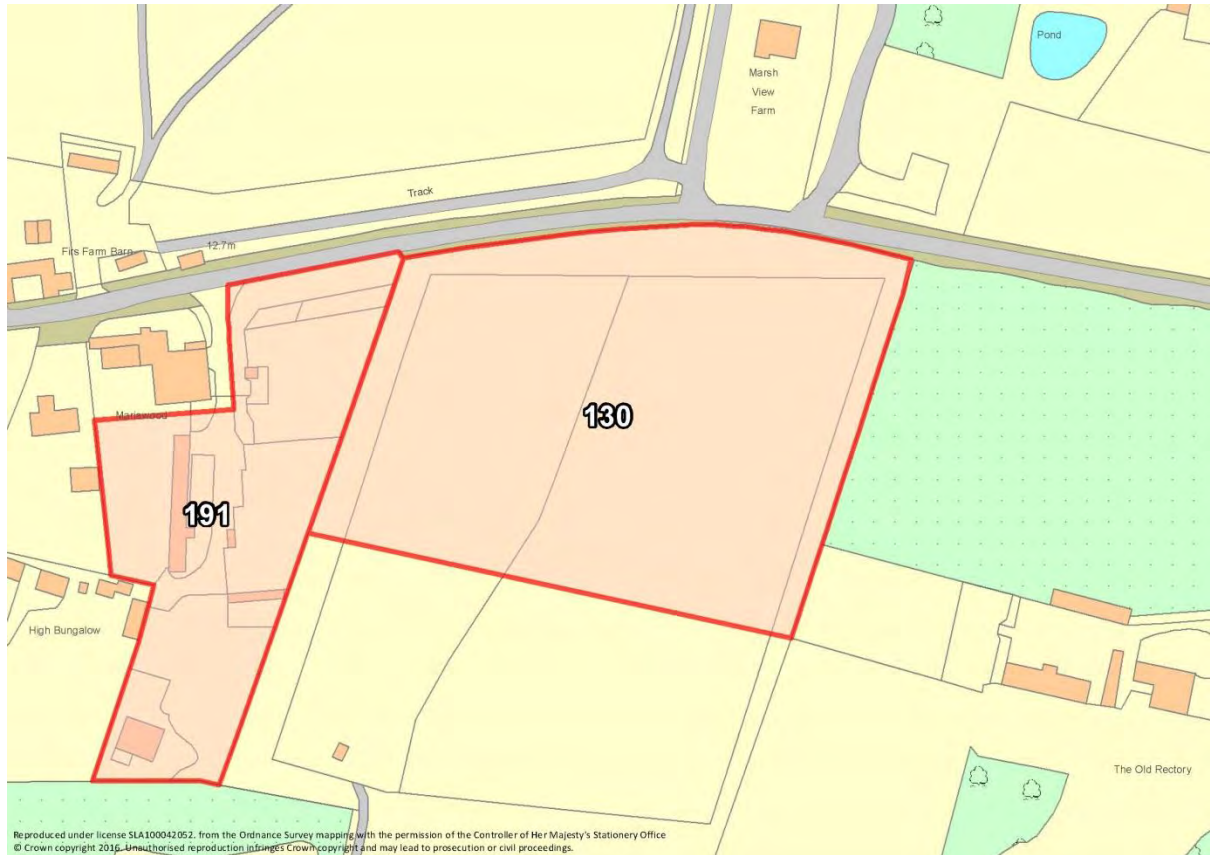 Pond
Marsh
View
Farm
Track
Firs Farm Barn
12.7m
130
Marlewood
191
High Bungalow
The Old Rectory
Reproduced under license SLA100042052. from the Ordnance Survey mapping with the permission of the Controller of Her Majesty's Stationery Office
© Crown copyright 2016. Unauthorised reproduction infringes Crown copyright and may lead to prosecution or civil proceedings.